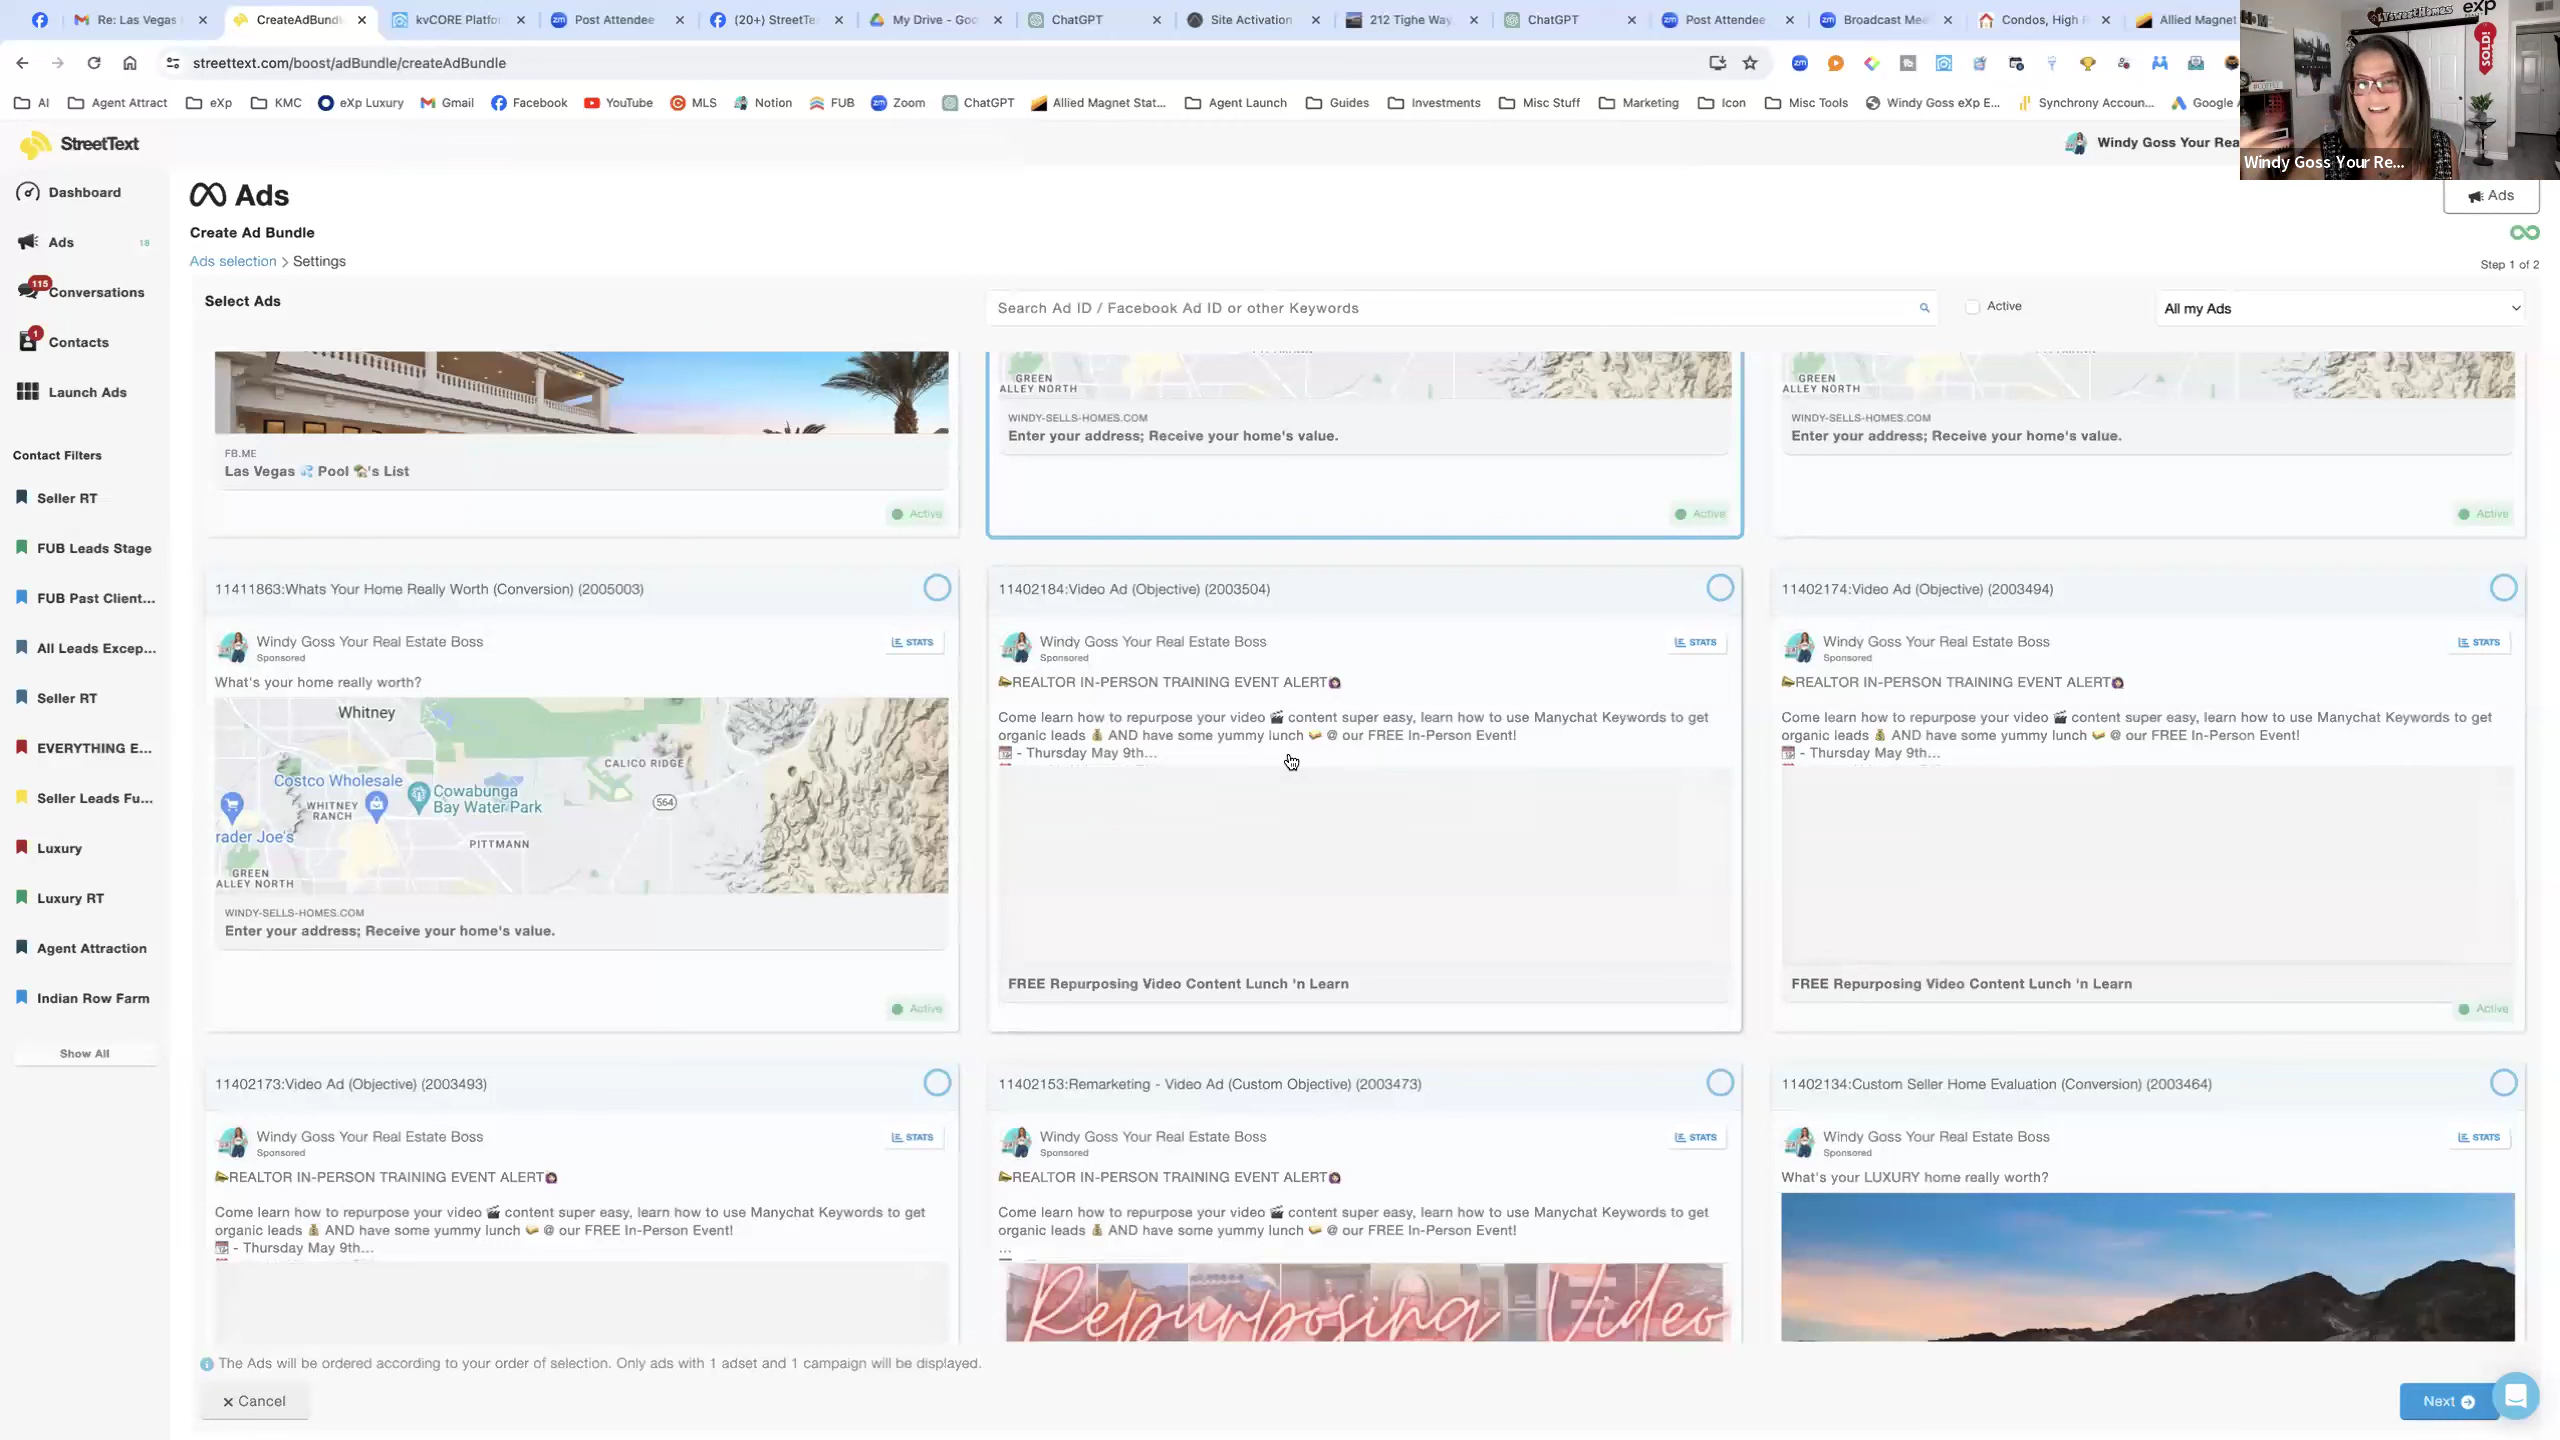 Re: Las Vegas
CreateAdBundl
kvCORE Platfor
Post Attendee
(20+) StreetTe
My Drive - Goo
ChatGPT
Site Activation
212 Tighe Way
ChatGPT
Post Attendee
Broadcast Mee
Condos, High R
Allied Magnet
streettext.com/boost/adBundle/createAdBundle
AI
Agent Attract
eXp
KMC
eXp Luxury
Gmail
Facebook
YouTube
MLS
Notion
FUB
Zoom
ChatGPT
Allied Magnet Stat...
Agent Launch
Guides
Investments
Misc Stuff
Marketing
Icon
Misc Tools
Windy Goss eXp E...
Synchrony Accoun...
Google A
eXp
SOLD!
Windy Goss Your Re...
StreetText
Windy Goss Your Rea
Dashboard
Ads 18
115 Conversations
1 Contacts
Launch Ads
Contact Filters
Seller RT
FUB Leads Stage
FUB Past Client...
All Leads Excep...
Seller RT
EVERYTHING E...
Seller Leads Fu...
Luxury
Luxury RT
Agent Attraction
Indian Row Farm
Show All
Ads
Ads
Create Ad Bundle
Ads selection > Settings
Step 1 of 2
Select Ads
Search Ad ID / Facebook Ad ID or other Keywords
Active
All my Ads
FB.ME
Las Vegas 💦 Pool 🏡's List
Active
GREEN
ALLEY NORTH
WINDY-SELLS-HOMES.COM
Enter your address; Receive your home's value.
Active
GREEN
ALLEY NORTH
WINDY-SELLS-HOMES.COM
Enter your address; Receive your home's value.
Active
11411863:Whats Your Home Really Worth (Conversion) (2005003)
Windy Goss Your Real Estate Boss
Sponsored
STATS
What's your home really worth?
Whitney
CALICO RIDGE
Costco Wholesale
Cowabunga
Bay Water Park
WHITNEY
RANCH
564
rader Joe's
PITTMANN
GREEN
ALLEY NORTH
WINDY-SELLS-HOMES.COM
Enter your address; Receive your home's value.
Active
11402184:Video Ad (Objective) (2003504)
Windy Goss Your Real Estate Boss
Sponsored
STATS
📣REALTOR IN-PERSON TRAINING EVENT ALERT🙋🏻‍♀️
Come learn how to repurpose your video 🎬 content super easy, learn how to use Manychat Keywords to get
organic leads 💰 AND have some yummy lunch 🥪 @ our FREE In-Person Event!
📆 - Thursday May 9th...
FREE Repurposing Video Content Lunch 'n Learn
11402174:Video Ad (Objective) (2003494)
Windy Goss Your Real Estate Boss
Sponsored
STATS
📣REALTOR IN-PERSON TRAINING EVENT ALERT🙋🏻‍♀️
Come learn how to repurpose your video 🎬 content super easy, learn how to use Manychat Keywords to get
organic leads 💰 AND have some yummy lunch 🥪 @ our FREE In-Person Event!
📆 - Thursday May 9th...
FREE Repurposing Video Content Lunch 'n Learn
Active
11402173:Video Ad (Objective) (2003493)
Windy Goss Your Real Estate Boss
Sponsored
STATS
📣REALTOR IN-PERSON TRAINING EVENT ALERT🙋🏻‍♀️
Come learn how to repurpose your video 🎬 content super easy, learn how to use Manychat Keywords to get
organic leads 💰 AND have some yummy lunch 🥪 @ our FREE In-Person Event!
📆 - Thursday May 9th...
11402153:Remarketing - Video Ad (Custom Objective) (2003473)
Windy Goss Your Real Estate Boss
Sponsored
STATS
📣REALTOR IN-PERSON TRAINING EVENT ALERT🙋🏻‍♀️
Come learn how to repurpose your video 🎬 content super easy, learn how to use Manychat Keywords to get
organic leads 💰 AND have some yummy lunch 🥪 @ our FREE In-Person Event!
...
Repurposing Video
11402134:Custom Seller Home Evaluation (Conversion) (2003464)
Windy Goss Your Real Estate Boss
Sponsored
STATS
What's your LUXURY home really worth?
The Ads will be ordered according to your order of selection. Only ads with 1 adset and 1 campaign will be displayed.
Cancel
Next